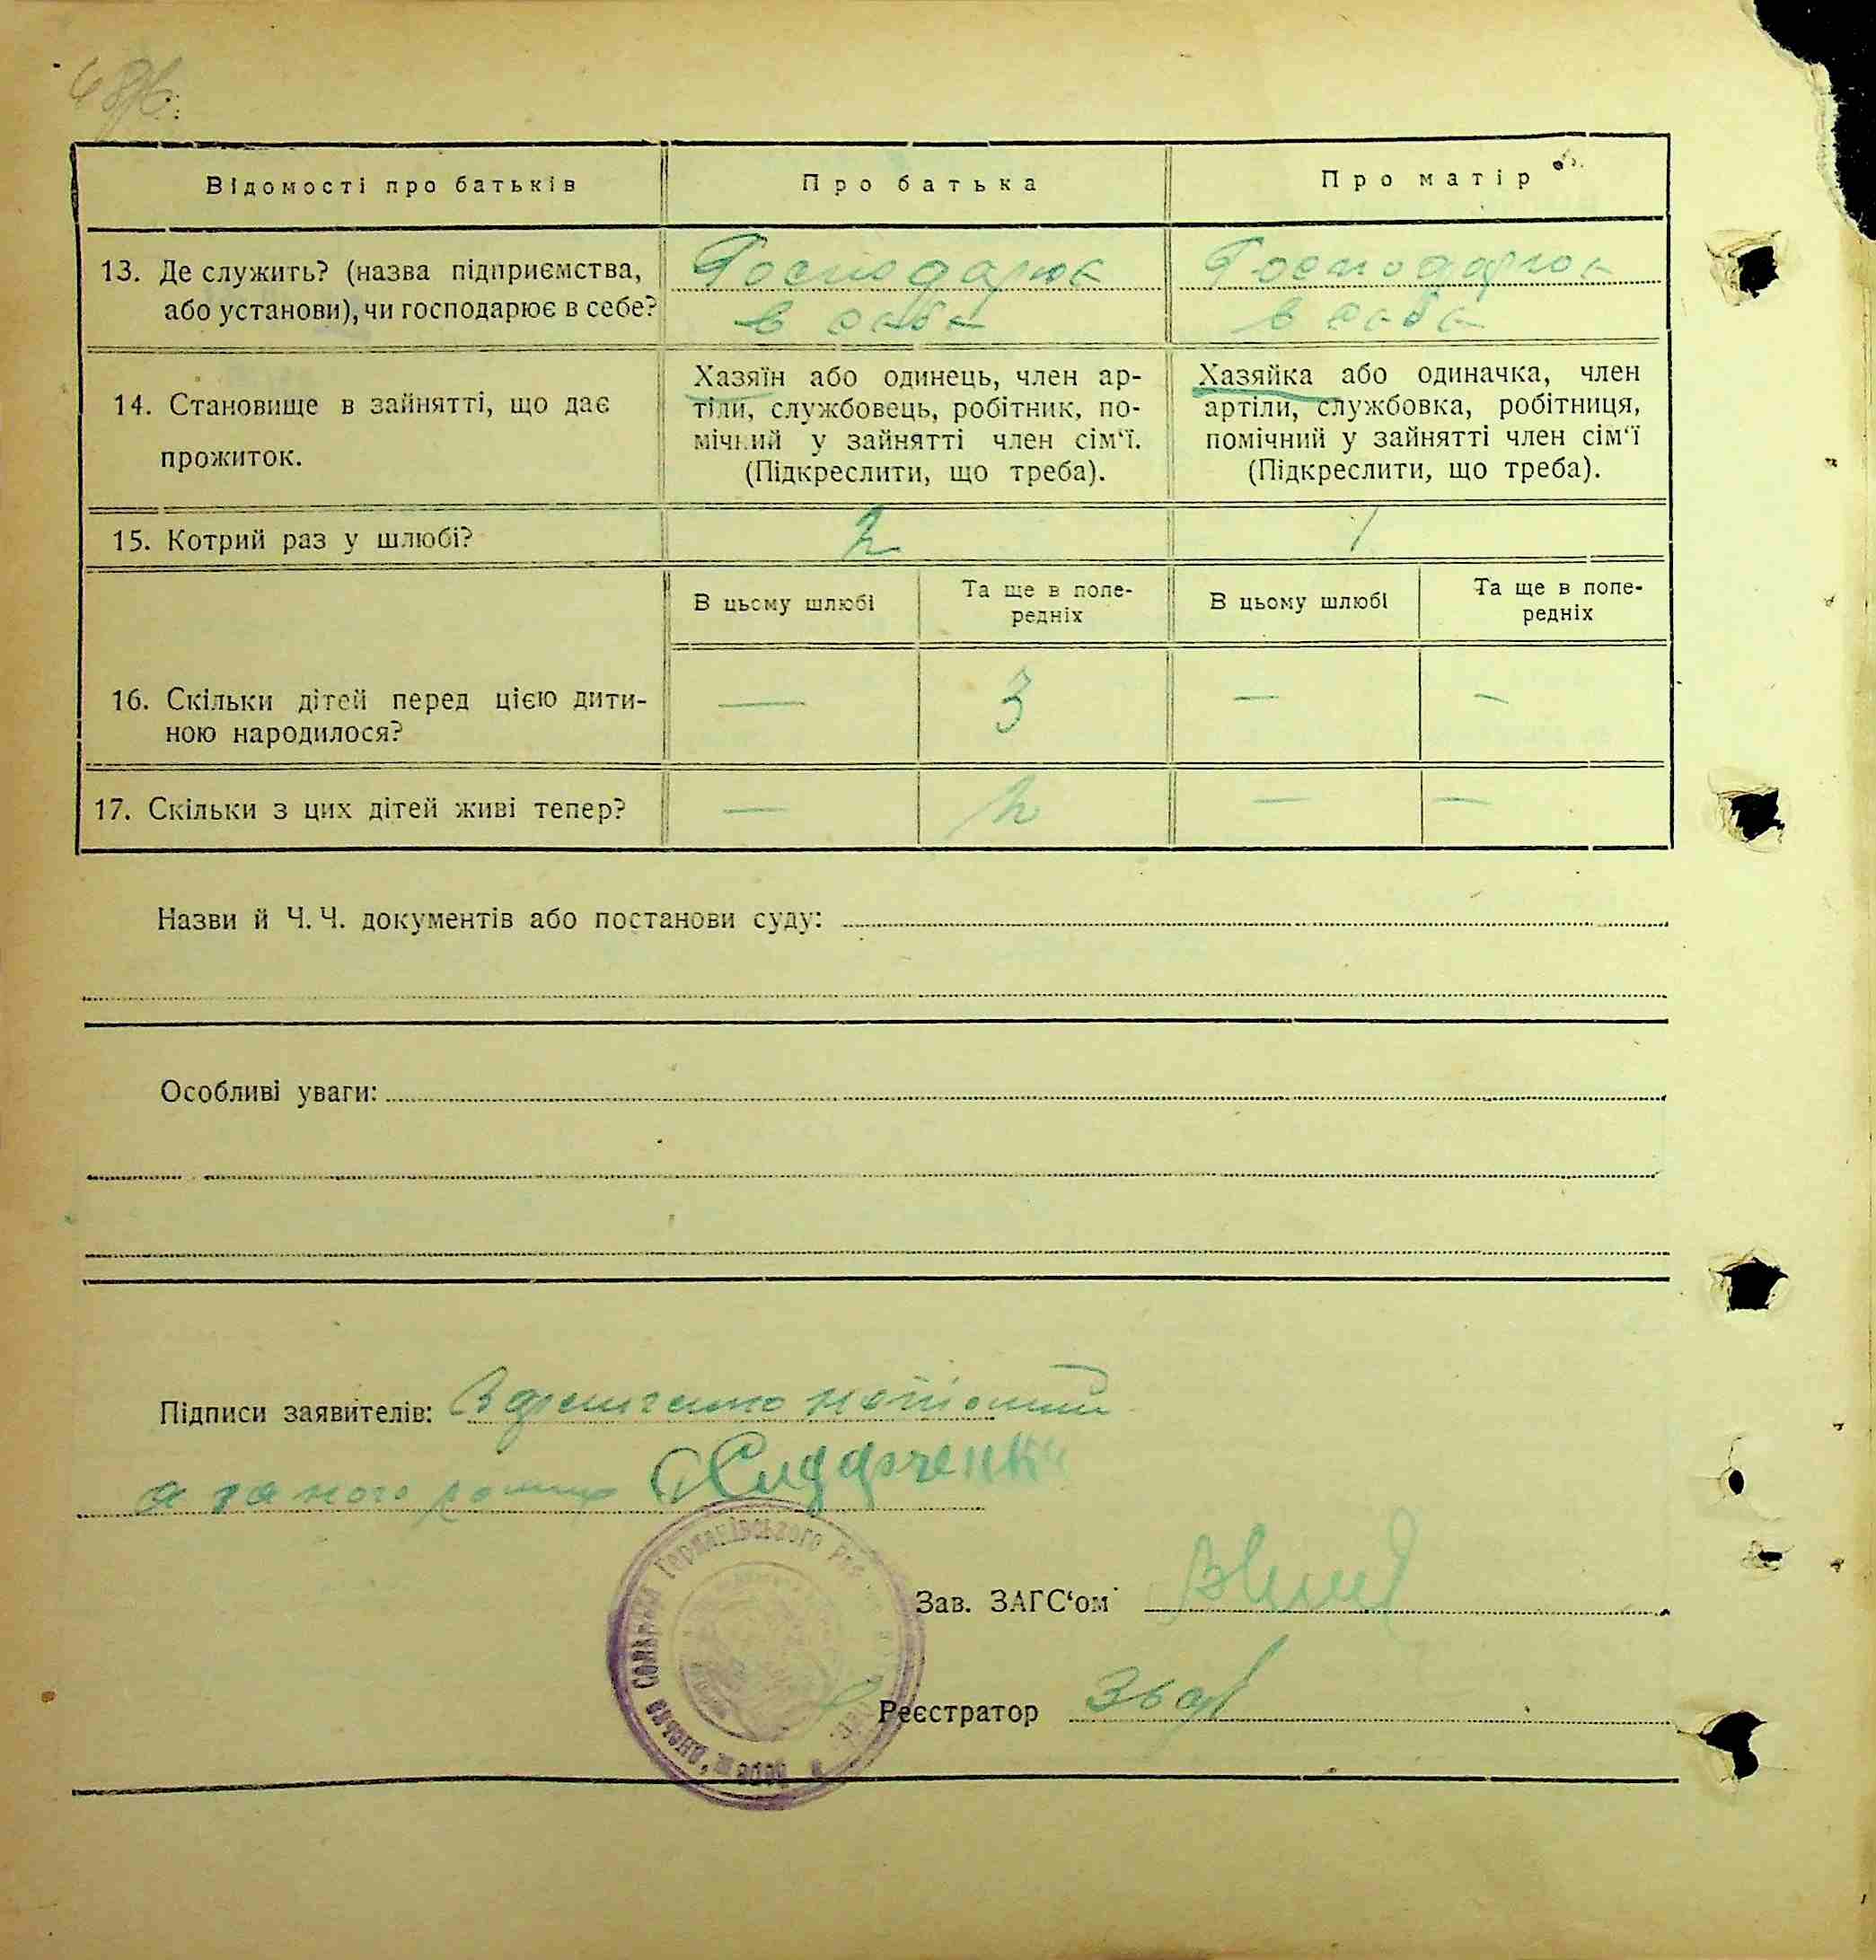 Відомості про батьків
Про батька
Про матір
13. Де служить? (назва підприємства,
або установи), чи господарює в себе?
Господарює
в себе
Господарює
в себе
14. Становище в зайнятті, що дає
прожиток.
Хазяїн або одинець, член ар-
тіли, службовець, робітник, по-
мічний у зайнятті член сім‘ї.
(Підкреслити, що треба).
Хазяйка або одиначка, член
артіли, службовка, робітниця,
помічний у зайнятті член сім‘ї
(Підкреслити, що треба).
15. Котрий раз у шлюбі?
2
1
В цьому шлюбі
Та ще в попе-
редніх
В цьому шлюбі
Та ще в попе-
редніх
16. Скільки дітей перед цією дити-
ною народилося?
—
3
—
—
17. Скільки з цих дітей живі тепер?
—
2
—
—
Назви й Ч. Ч. документів або постанови суду:
Особливі уваги:
Підписи заявителів:
Зав. ЗАГС‘ом
Реєстратор